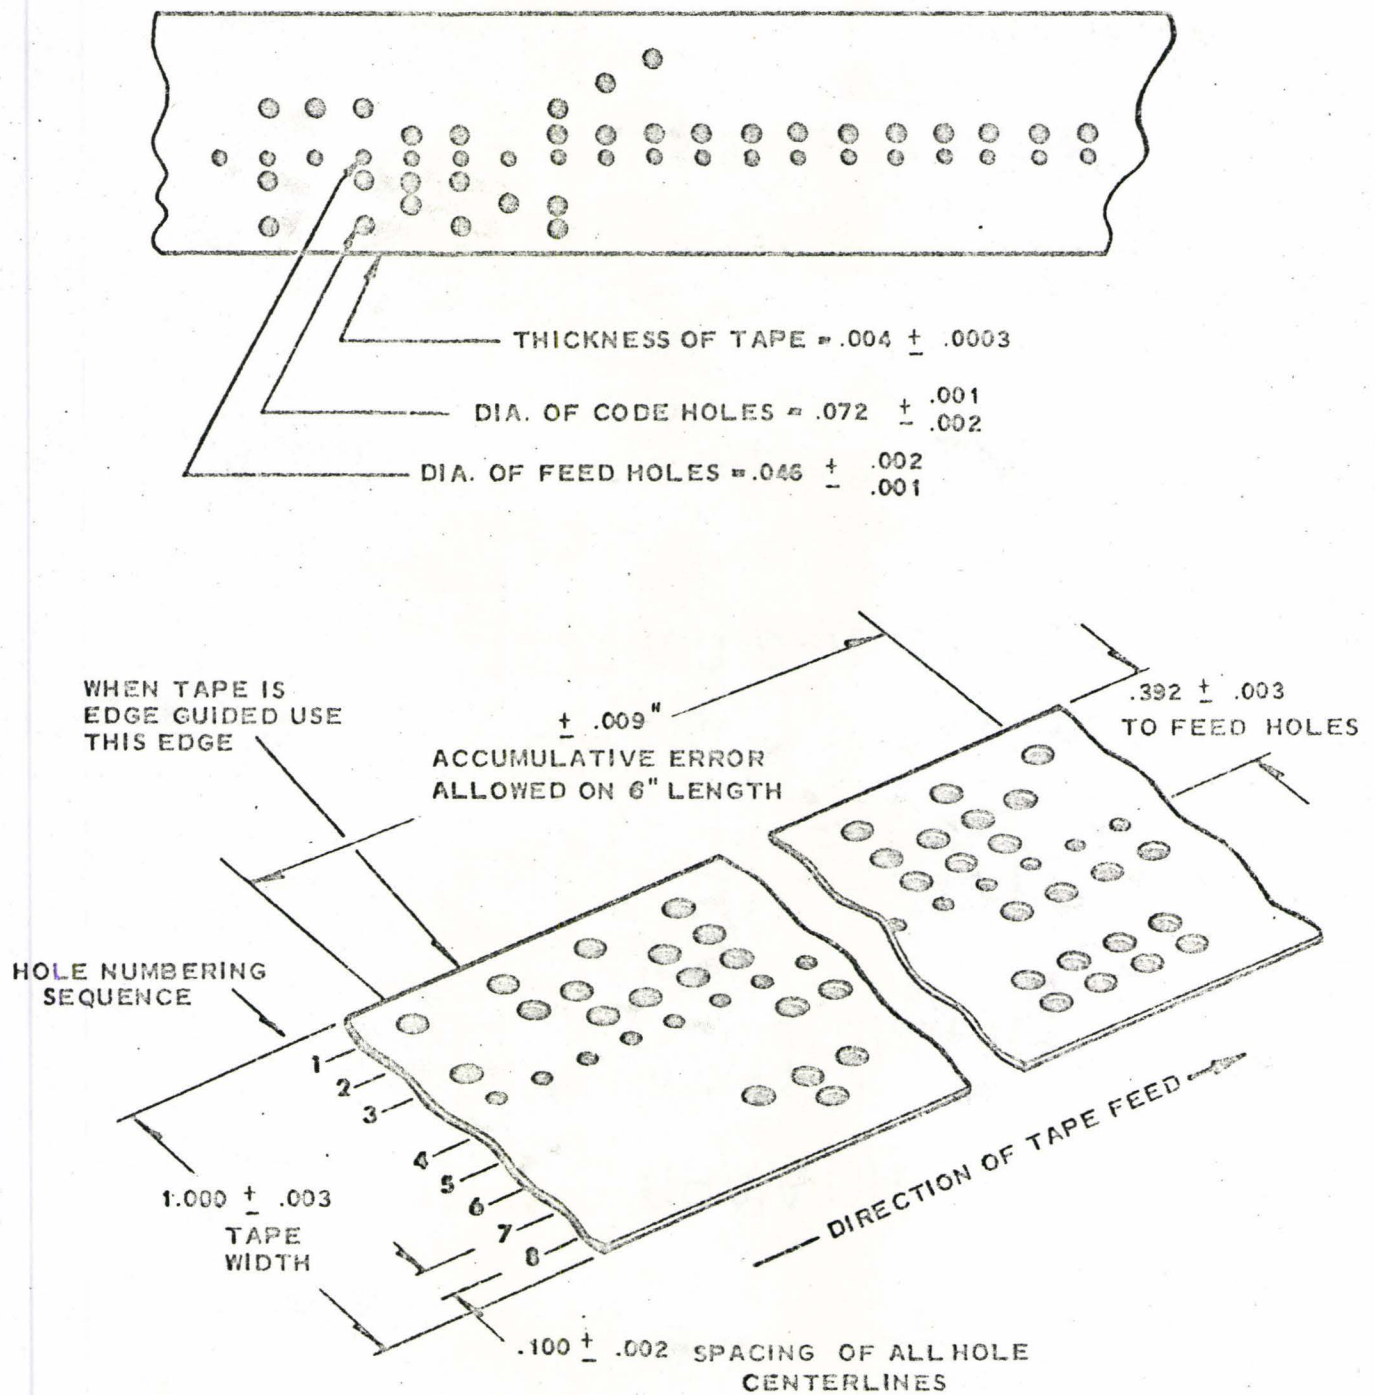 THICKNESS OF TAPE = .004 ± .0003
DIA. OF CODE HOLES = .072 ± .001
.002
DIA. OF FEED HOLES = .046 ± .002
.001
WHEN TAPE IS
EDGE GUIDED USE
THIS EDGE
± .009"
ACCUMULATIVE ERROR
ALLOWED ON 6" LENGTH
.392 ± .003
TO FEED HOLES
HOLE NUMBERING
SEQUENCE
1
2
3
4
5
6
7
8
1.000 ± .003
TAPE
WIDTH
DIRECTION OF TAPE FEED
.100 ± .002 SPACING OF ALL HOLE
CENTERLINES